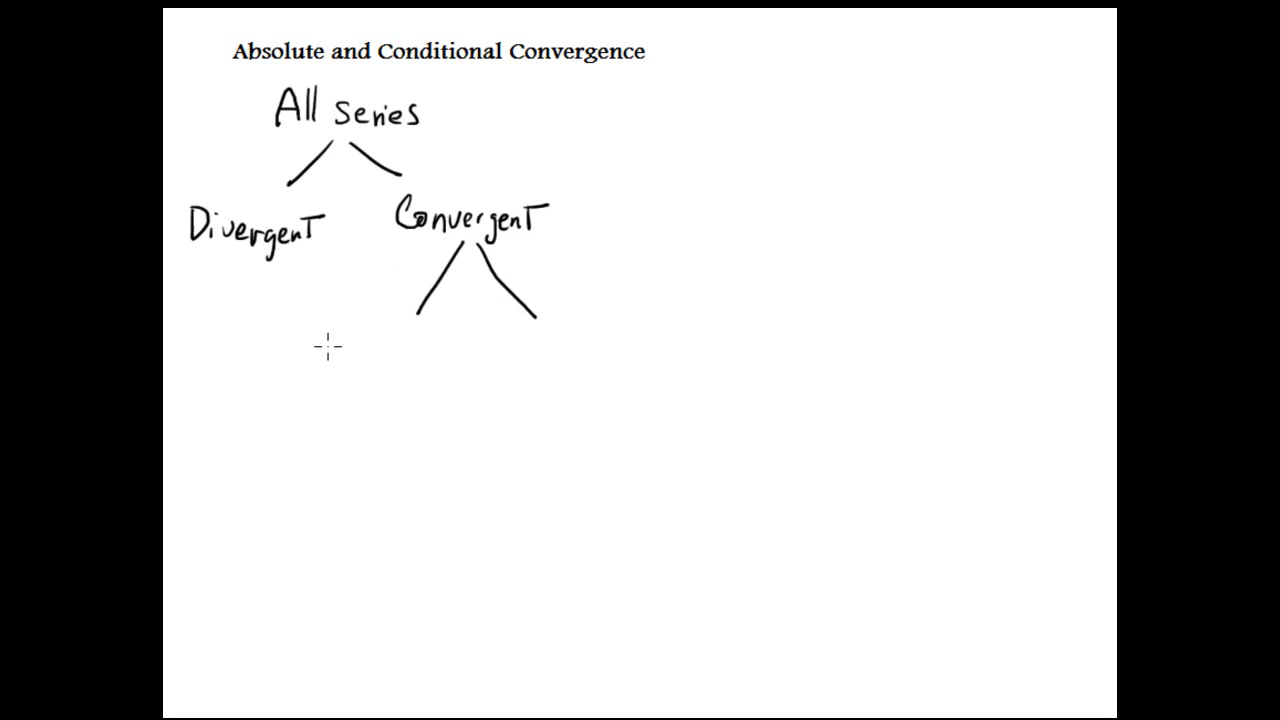 Absolute and Conditional Convergence
All series
Divergent Convergent